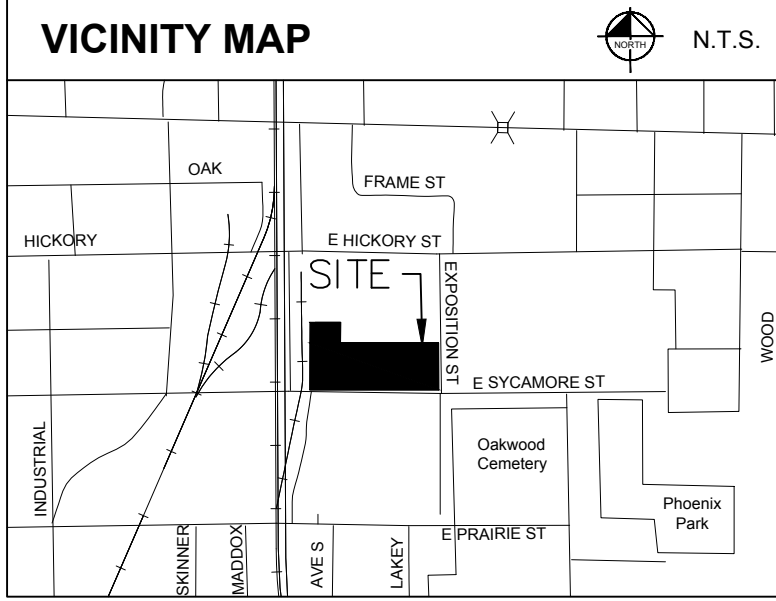 VICINITY MAP
NORTH
N.T.S.
OAK
FRAME ST
HICKORY
E HICKORY ST
SITE
EXPOSITION ST
WOOD
E SYCAMORE ST
INDUSTRIAL
Oakwood
Cemetery
Phoenix
Park
E PRAIRIE ST
SKINNER
MADDOX
AVE S
LAKEY